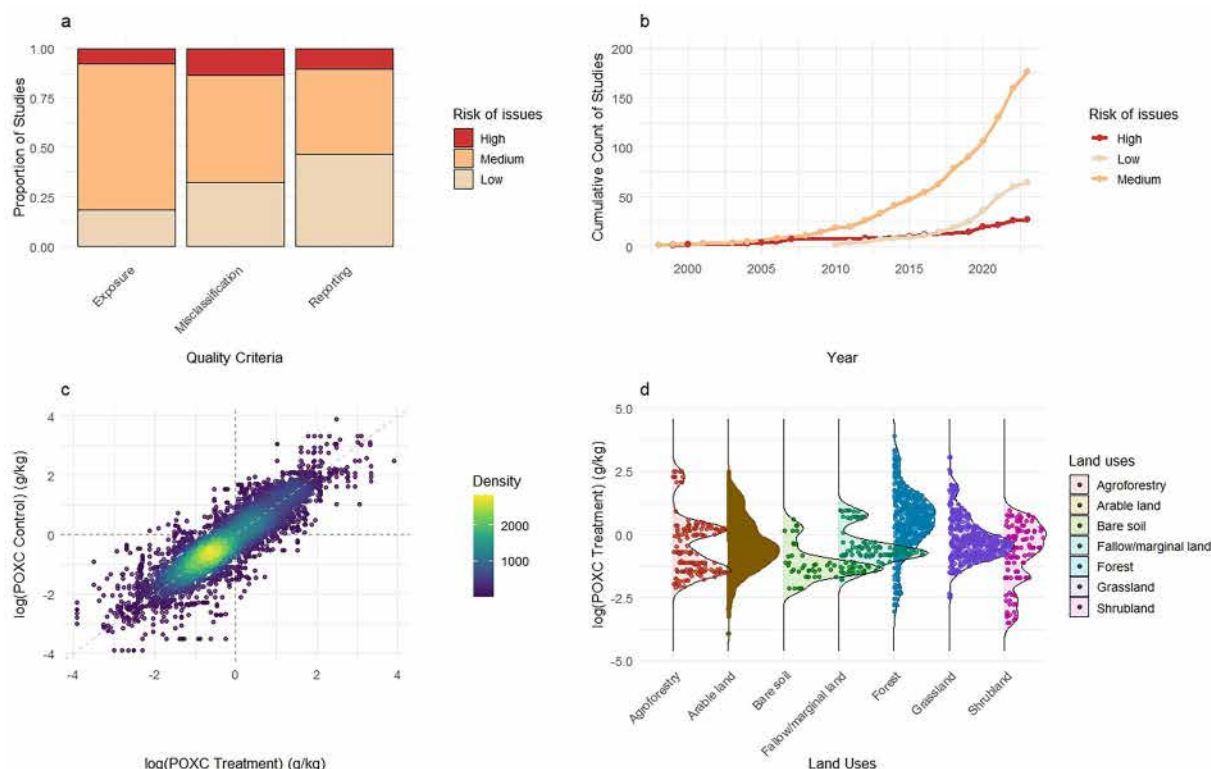 a
1.00
0.75
0.50
0.25
0.00
Proportion of Studies
Exposure
Misclassification
Reporting
Quality Criteria
Risk of issues
High
Medium
Low
b
200
150
100
50
0
Cumulative Count of Studies
2000
2005
2010
2015
2020
Year
Risk of issues
High
Low
Medium
c
4
2
0
-2
-4
log(POXC Control) (g/kg)
-4
-2
0
2
4
log(POXC Treatment) (g/kg)
Density
2000
1000
d
5.0
2.5
0.0
-2.5
-5.0
log(POXC Treatment) (g/kg)
Agroforestry
Arable land
Bare soil
Fallow/marginal land
Forest
Grassland
Shrubland
Land Uses
Land uses
Agroforestry
Arable land
Bare soil
Fallow/marginal land
Forest
Grassland
Shrubland